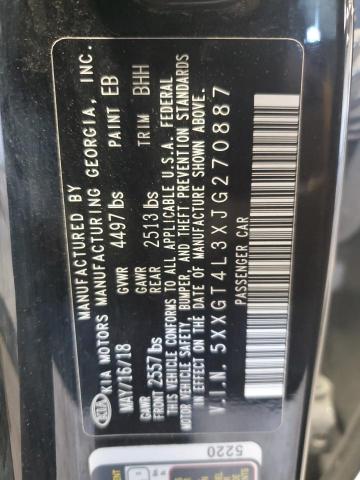 MANUFACTURED BY
KIA MOTORS MANUFACTURING GEORGIA, INC.
MAY/16/18 GVWR 4497 lbs PAINT EB
GAWR FRONT 2557 lbs GAWR REAR 2513 lbs TRIM BHH
THIS VEHICLE CONFORMS TO ALL APPLICABLE U.S.A. FEDERAL
MOTOR VEHICLE SAFETY, BUMPER, AND THEFT PREVENTION STANDARDS
IN EFFECT ON THE DATE OF MANUFACTURE SHOWN ABOVE.
V.I.N. 5XXGT4L3XJG270887
PASSENGER CAR
5220